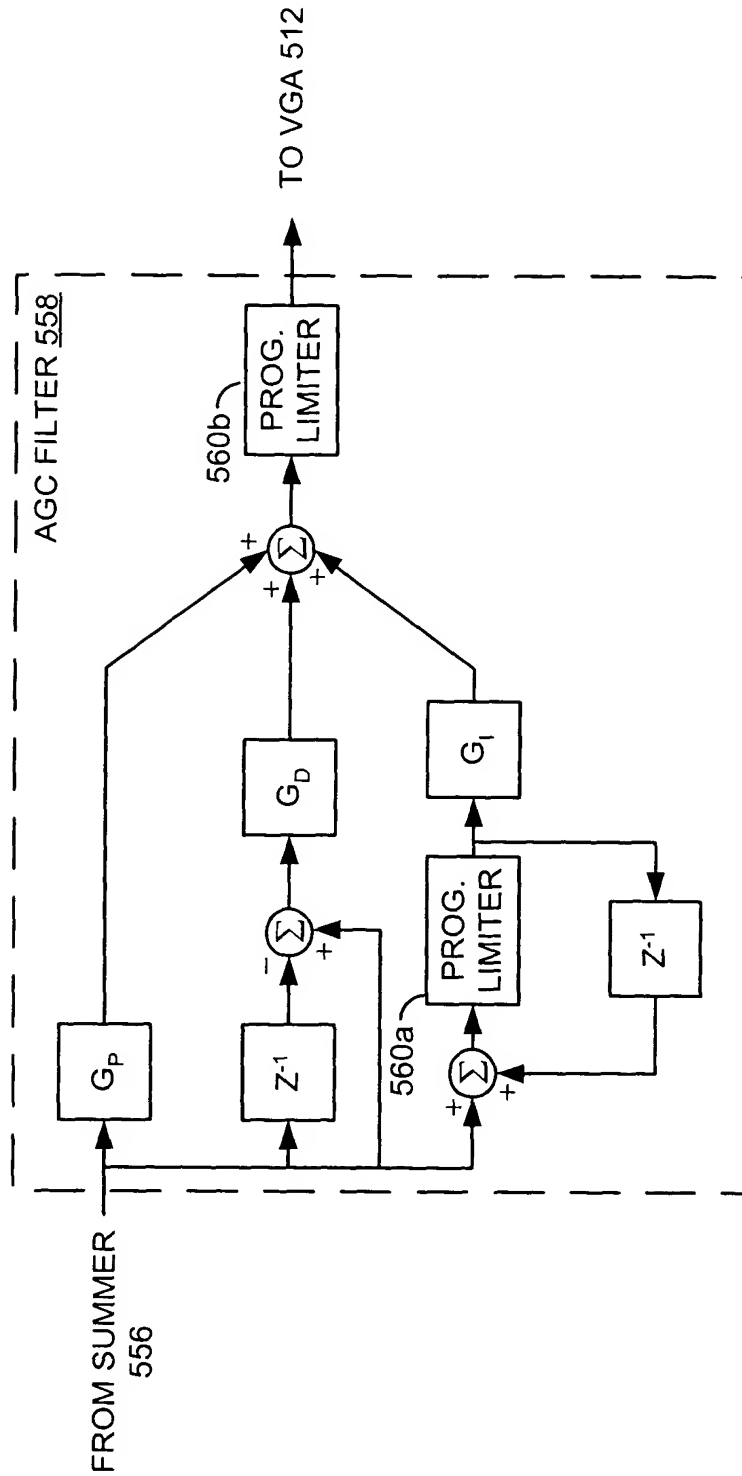 FROM SUMMER
556
AGC FILTER 558
TO VGA 512
G_P
+
560b
PROG.
LIMITER
Σ
+
+
Z⁻¹
−
Σ
+
G_D
560a
PROG.
LIMITER
+
Σ
+
G_I
Z⁻¹